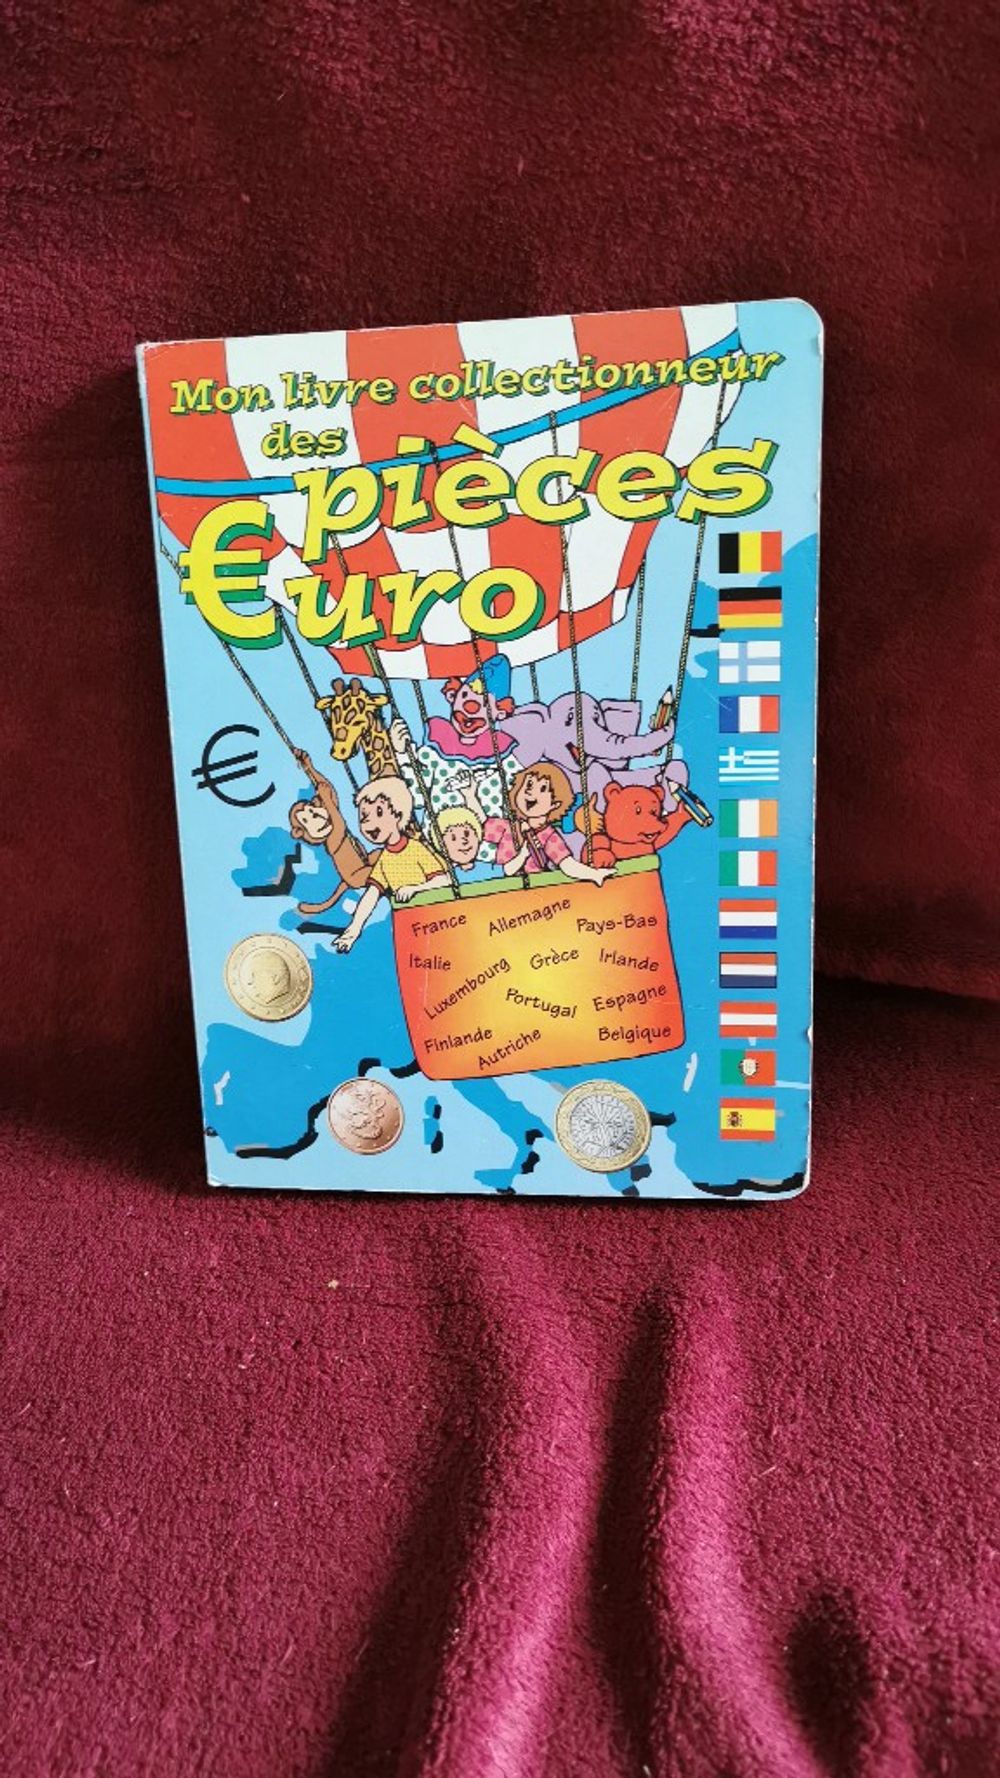 Mon livre collectionneur
des pièces
€uro
€
France Allemagne Pays-Bas
Italie Luxembourg Grèce Irlande
Portugal Espagne
Finlande Autriche Belgique